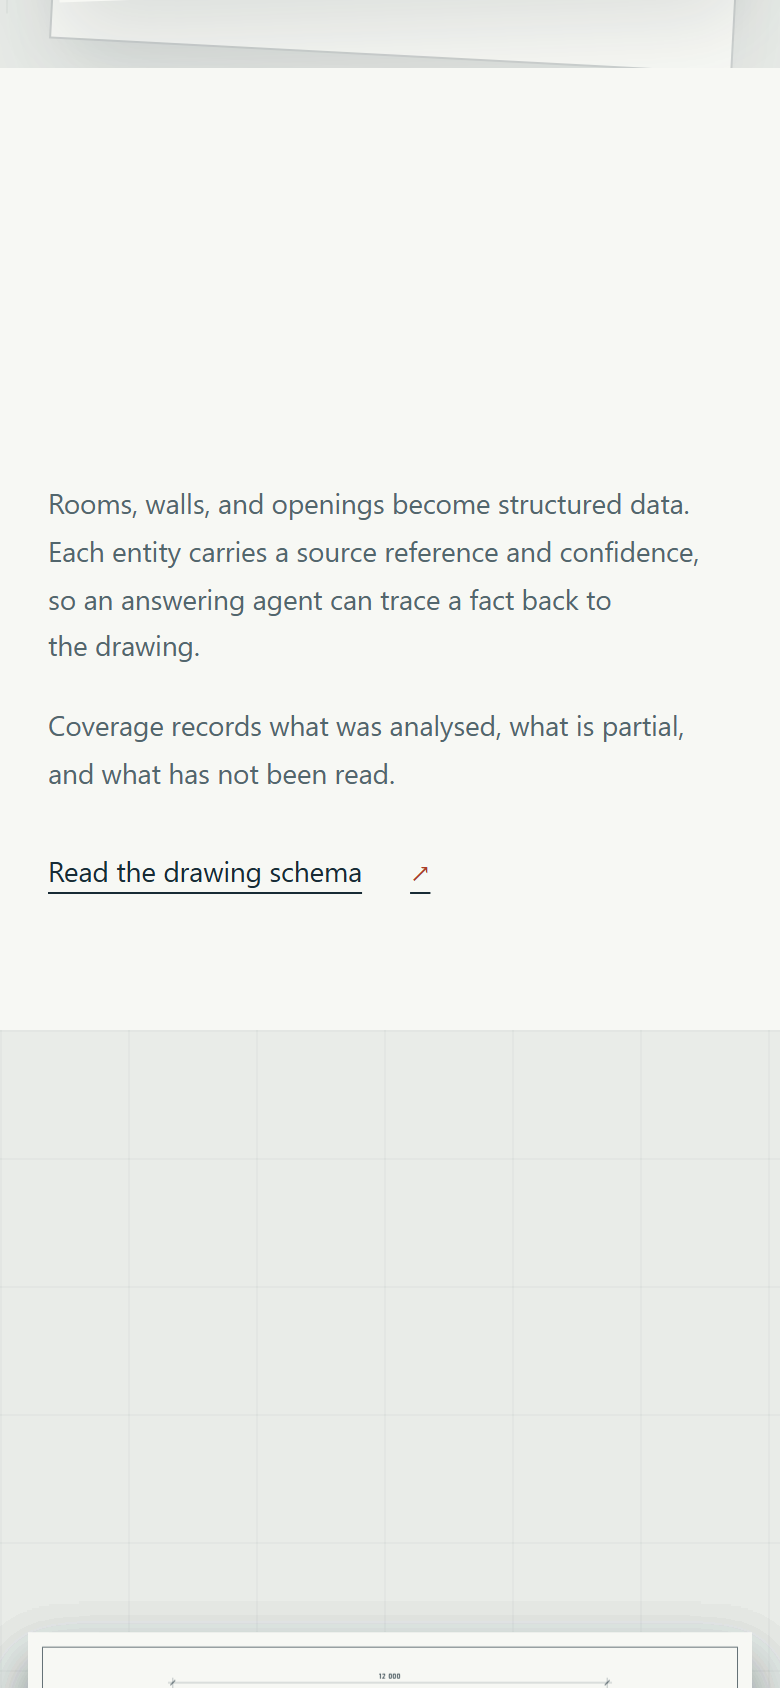 Rooms, walls, and openings become structured data.
Each entity carries a source reference and confidence,
so an answering agent can trace a fact back to
the drawing.
Coverage records what was analysed, what is partial,
and what has not been read.
Read the drawing schema ↗
12 000